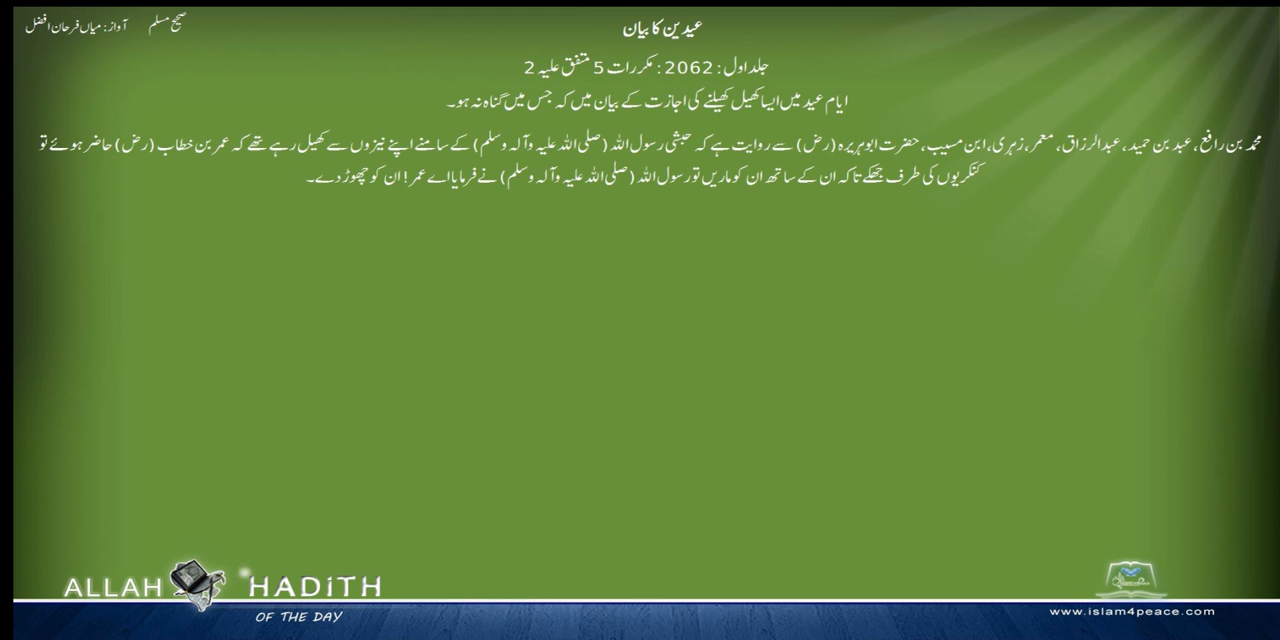 صحیح مسلم آواز: میاں فرحان افضل
عیدین کا بیان
جلد اول: 2062: مکررات 5 متفق علیہ 2
ایام عید میں ایسا کھیل کھیلنے کی اجازت کے بیان میں کہ جس میں گناہ نہ ہو۔
محمد بن رافع، عبد بن حمید، عبدالرزاق، معمر، زہری، ابن مسیب، حضرت ابوہریرہ (رض) سے روایت ہے کہ حبشی رسول اللہ (صلی اللہ علیہ وآلہ وسلم) کے سامنے اپنے نیزوں سے کھیل رہے تھے کہ عمر بن خطاب (رض) حاضر ہوئے تو
کنکریوں کی طرف جھکے تاکہ ان کے ساتھ ان کو ماریں تو رسول اللہ (صلی اللہ علیہ وآلہ وسلم) نے فرمایا اے عمر! ان کو چھوڑ دے۔
ALLAH HADITH
OF THE DAY
www.islam4peace.com